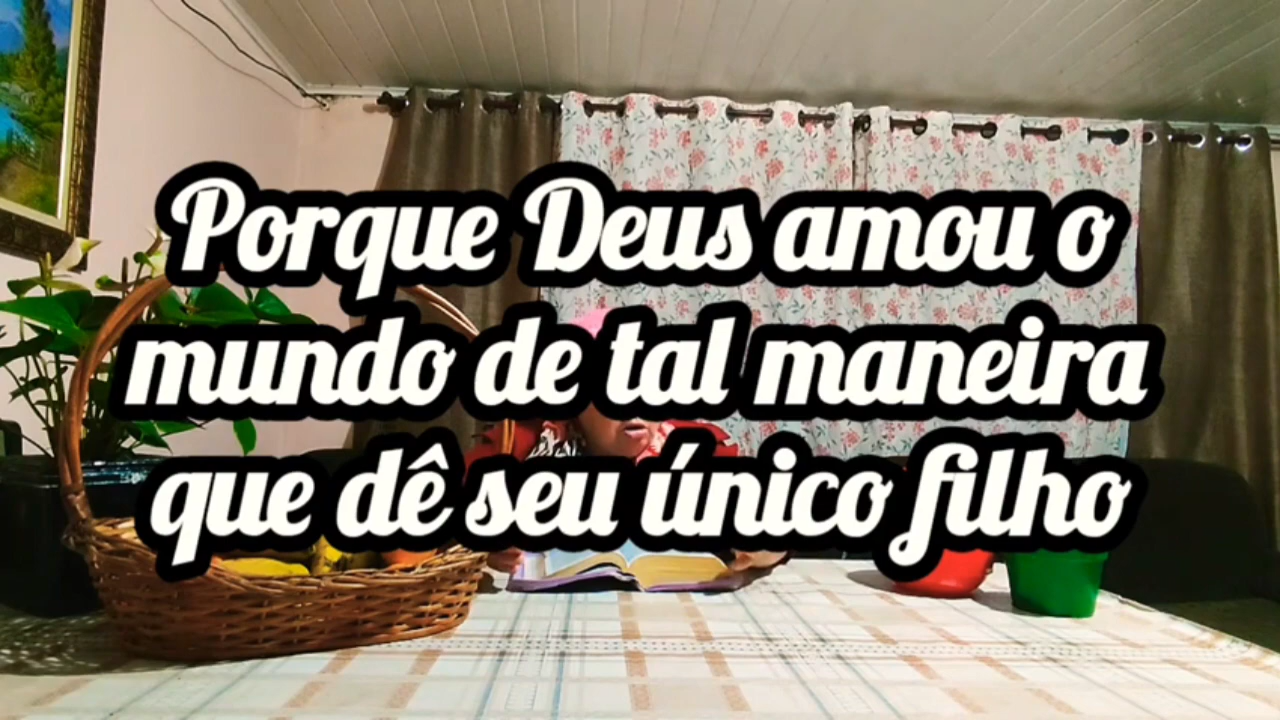 Porque Deus amou o
mundo de tal maneira
que dê seu único filho